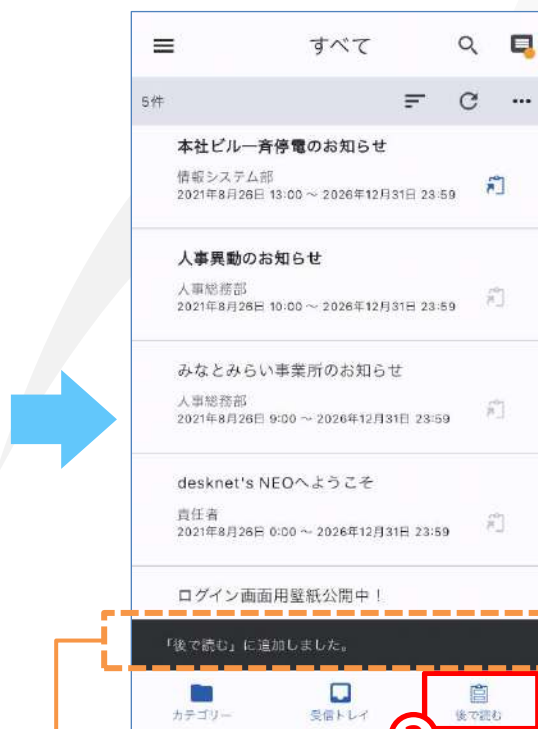 すべて
5件
本社ビル一斉停電のお知らせ
情報システム部
2021年8月26日 13:00 ～ 2026年12月31日 23:59
人事異動のお知らせ
人事総務部
2021年8月26日 10:00 ～ 2026年12月31日 23:59
みなとみらい事業所のお知らせ
人事総務部
2021年8月26日 9:00 ～ 2026年12月31日 23:59
desknet's NEOへようこそ
責任者
2021年8月26日 0:00 ～ 2026年12月31日 23:59
ログイン画面用壁紙公開中！
「後で読む」に追加しました。
カテゴリー 受信トレイ 後で読む